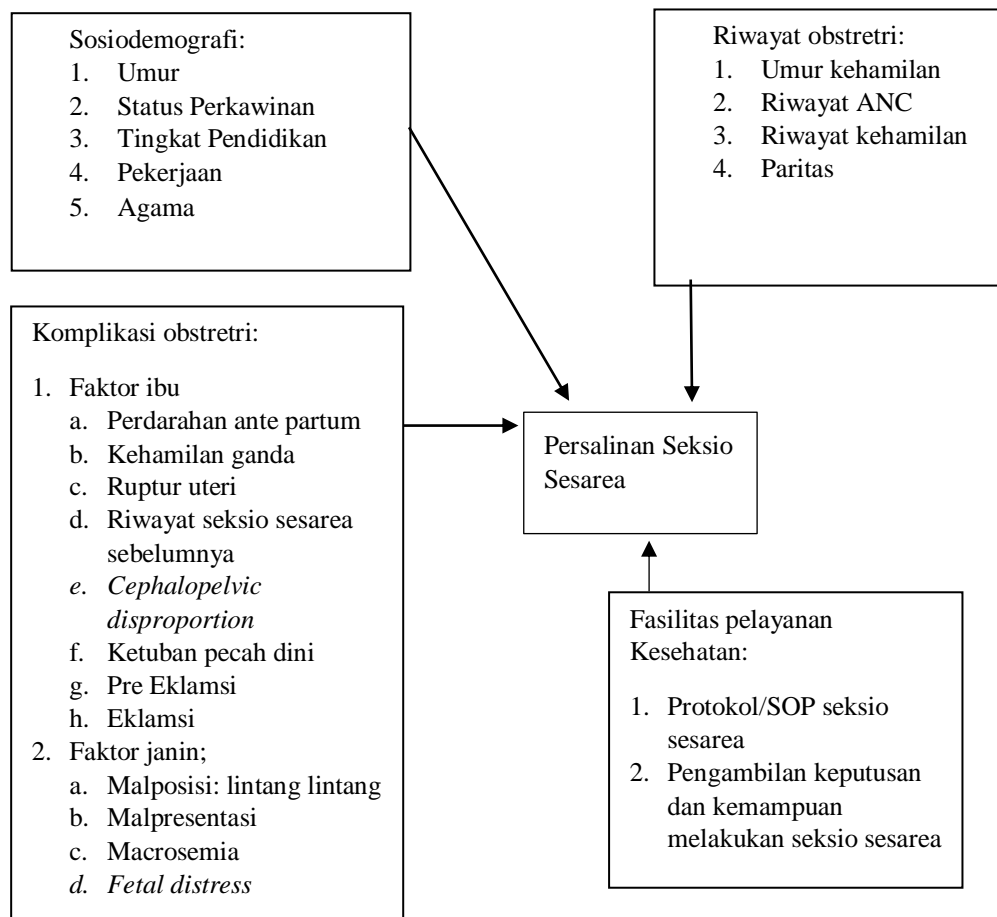 Sosiodemografi:
1. Umur
2. Status Perkawinan
3. Tingkat Pendidikan
4. Pekerjaan
5. Agama
Riwayat obstretri:
1. Umur kehamilan
2. Riwayat ANC
3. Riwayat kehamilan
4. Paritas
Komplikasi obstretri:
1. Faktor ibu
a. Perdarahan ante partum
b. Kehamilan ganda
c. Ruptur uteri
d. Riwayat seksio sesarea
sebelumnya
e. Cephalopelvic
disproportion
f. Ketuban pecah dini
g. Pre Eklamsi
h. Eklamsi
2. Faktor janin;
a. Malposisi: lintang lintang
b. Malpresentasi
c. Macrosemia
d. Fetal distress
Persalinan Seksio
Sesarea
Fasilitas pelayanan
Kesehatan:
1. Protokol/SOP seksio
sesarea
2. Pengambilan keputusan
dan kemampuan
melakukan seksio sesarea